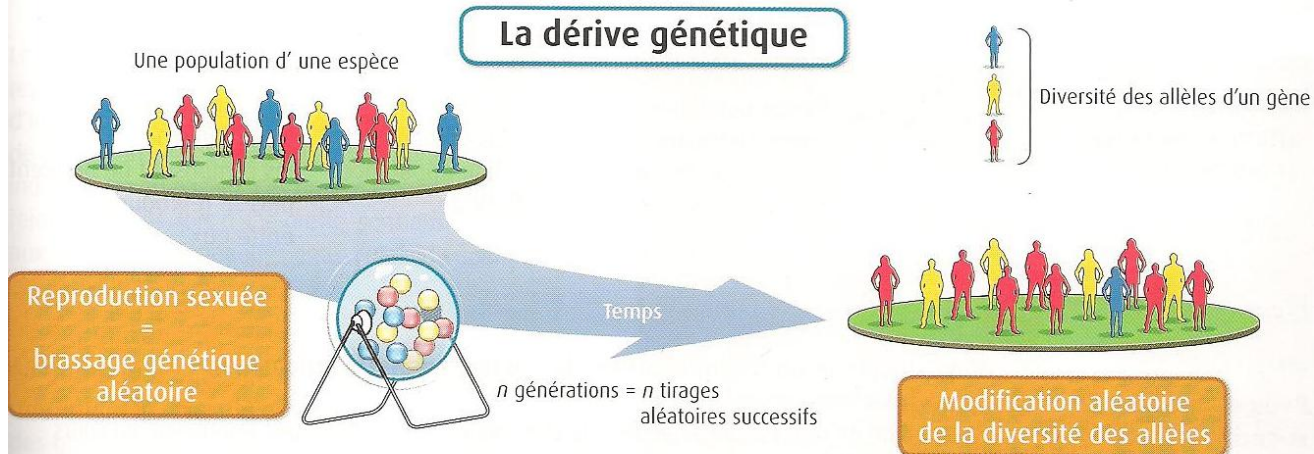 La dérive génétique
Une population d' une espèce
Diversité des allèles d'un gène
Reproduction sexuée
=
brassage génétique
aléatoire
Temps
n générations = n tirages
aléatoires successifs
Modification aléatoire
de la diversité des allèles